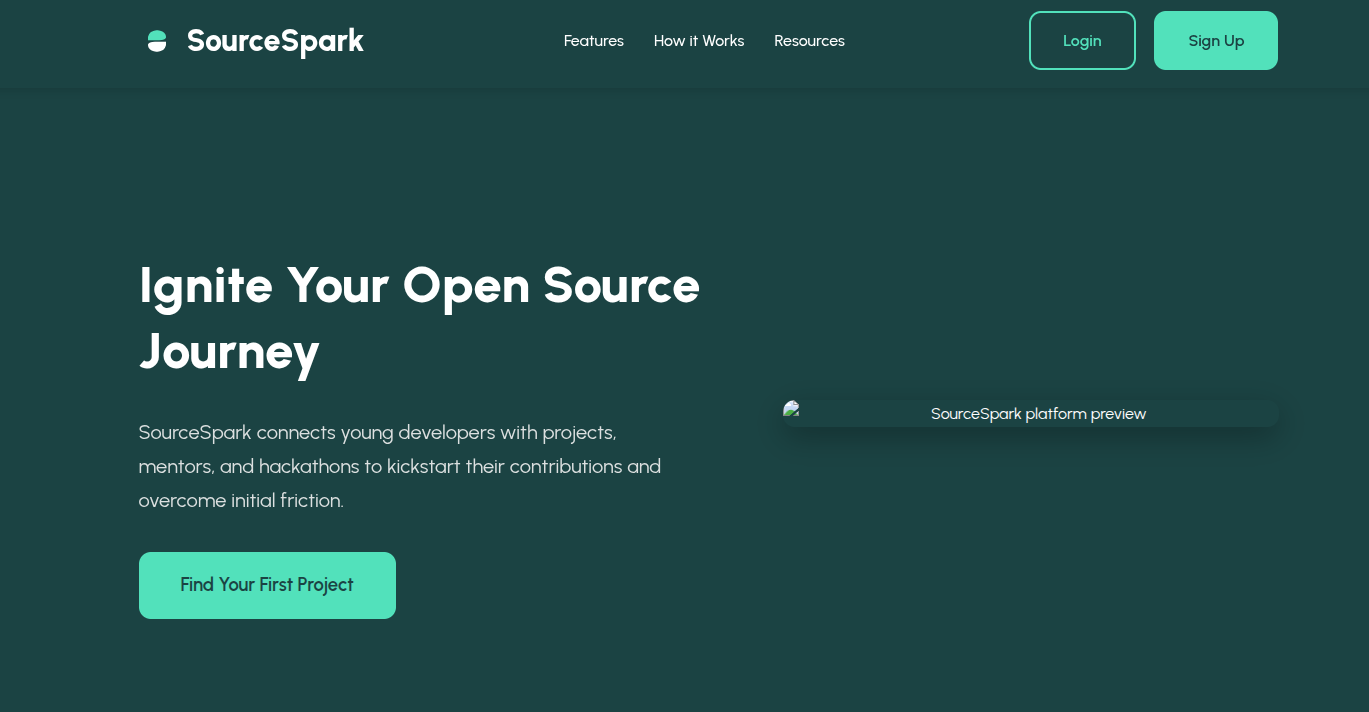 SourceSpark
Features How it Works Resources
Login
Sign Up
Ignite Your Open Source
Journey
SourceSpark connects young developers with projects,
mentors, and hackathons to kickstart their contributions and
overcome initial friction.
Find Your First Project
SourceSpark platform preview